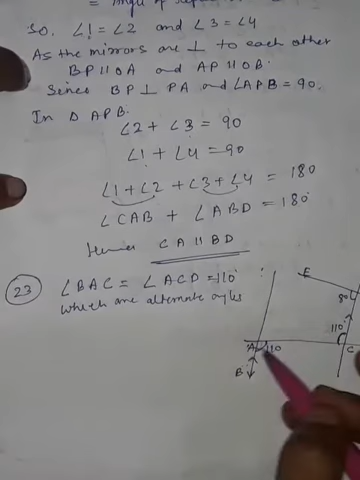 = Angle of
So. ∠1 = ∠2 and ∠3 = ∠4
As the mirrors are ⊥ to each other
BP || OA and AP || OB.
Since BP ⊥ PA and ∠APB = 90.
In Δ APB.
∠2 + ∠3 = 90
∠1 + ∠4 = 90
∠1 + ∠2 + ∠3 + ∠4 = 180
∠CAB + ∠ABD = 180°
Hence CA || BD
23 ∠BAC = ∠ACD = 110°
which are alternate
E
80
110°
A 110 C
B